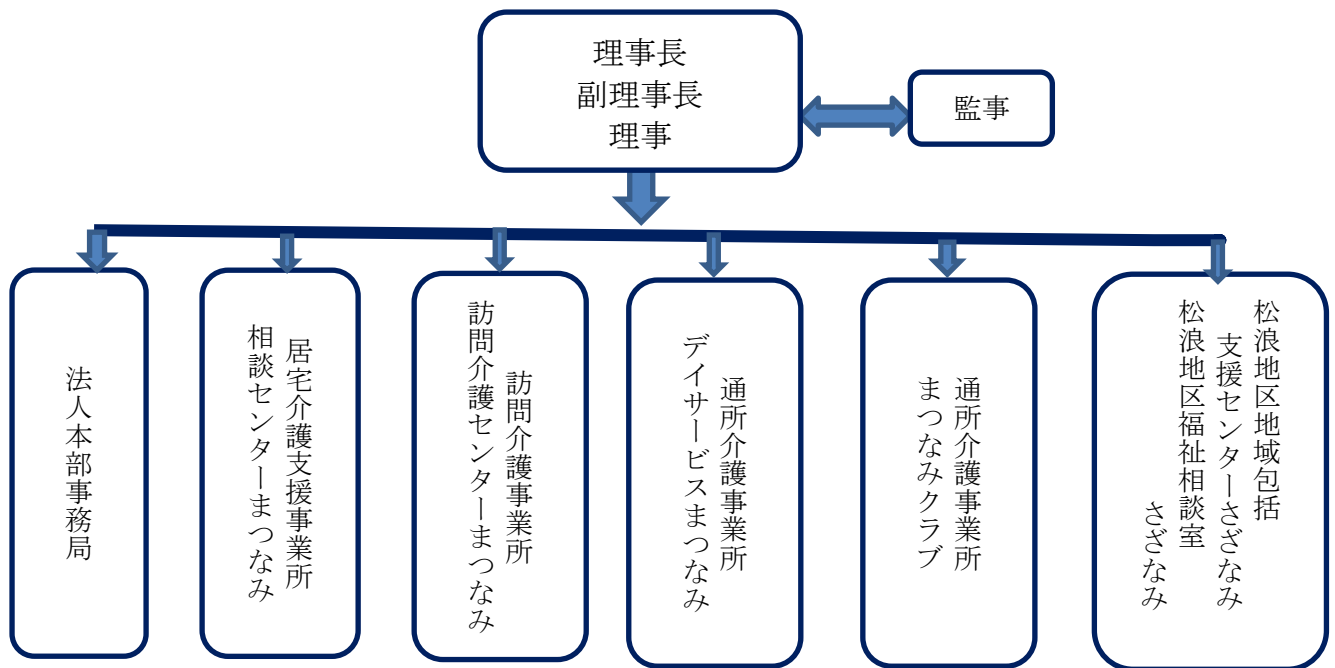 理事長
副理事長
理事
監事
法人本部事務局
居宅介護支援事業所
相談センターまつなみ
訪問介護事業所
訪問介護センターまつなみ
通所介護事業所
デイサービスまつなみ
通所介護事業所
まつなみクラブ
松浪地区地域包括
支援センターさざなみ
松浪地区福祉相談室
さざなみ